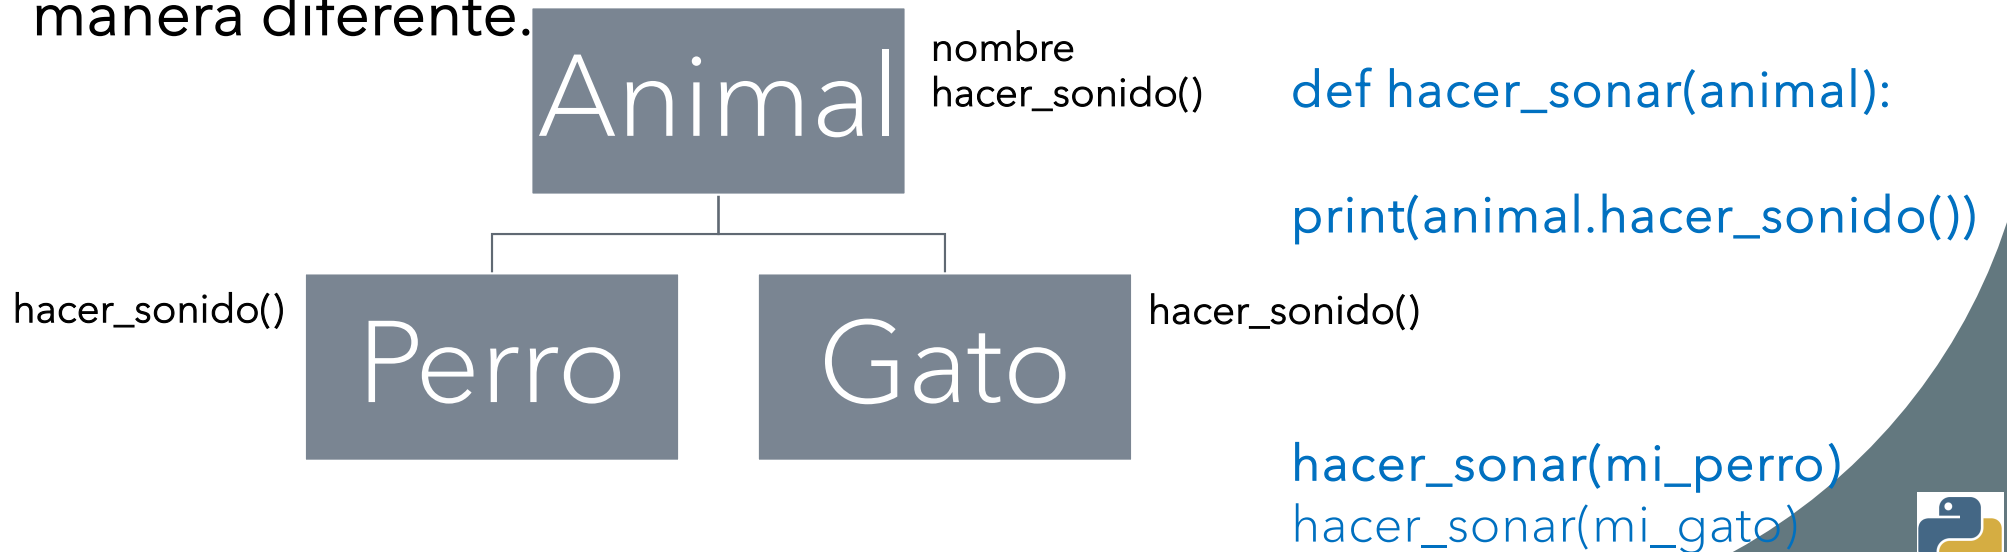 manera diferente.
Animal
nombre
hacer_sonido()
def hacer_sonar(animal):
print(animal.hacer_sonido())
hacer_sonido()
Perro
Gato
hacer_sonido()
hacer_sonar(mi_perro)
hacer_sonar(mi_gato)